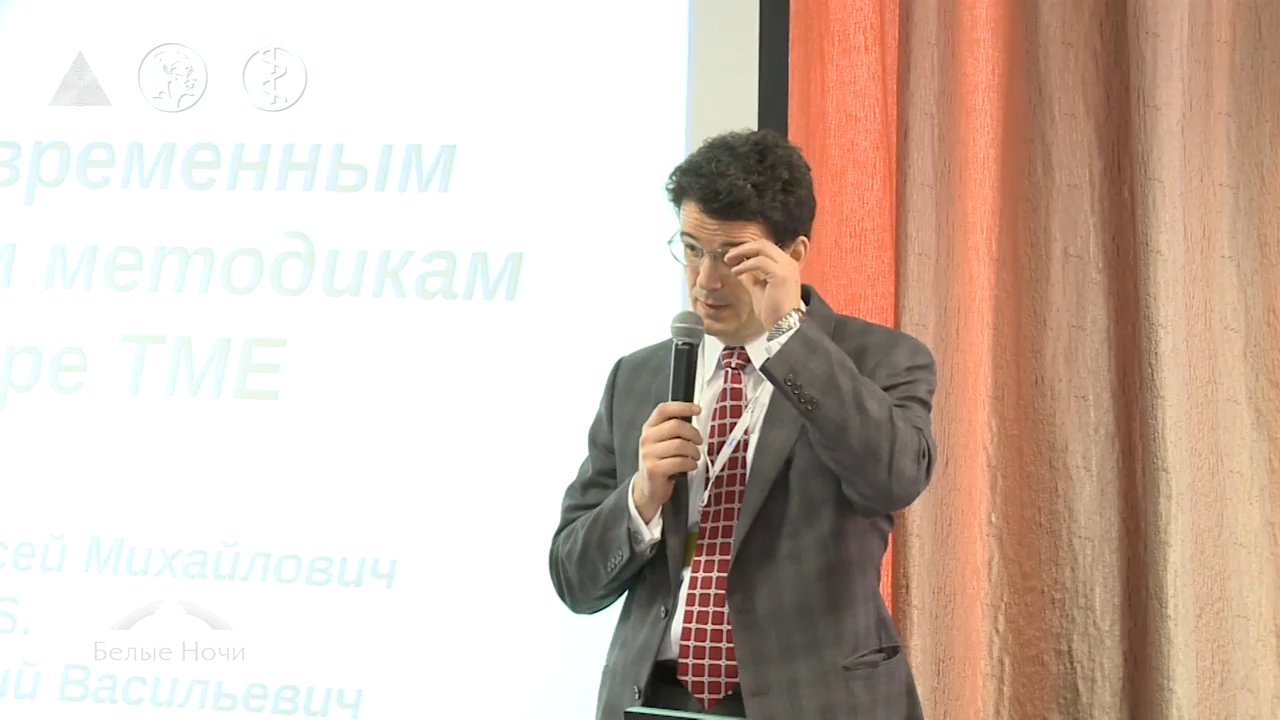 временным
методикам
ре ТМЕ
сей Михайлович
S.
Белые Ночи
ий Васильевич